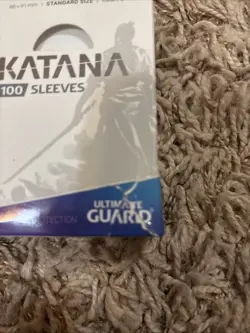 STANDARD SIZE
KATANA
100 SLEEVES
ULTIMATE
GUARD